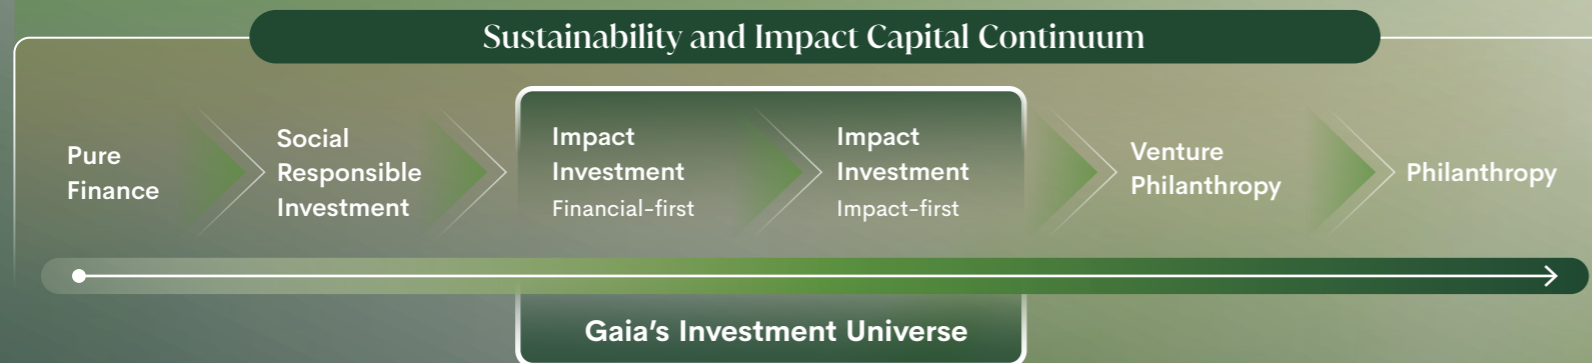 Sustainability and Impact Capital Continuum
Pure
Finance
Social
Responsible
Investment
Impact
Investment
Financial-first
Impact
Investment
Impact-first
Venture
Philanthropy
Philanthropy
Gaia’s Investment Universe